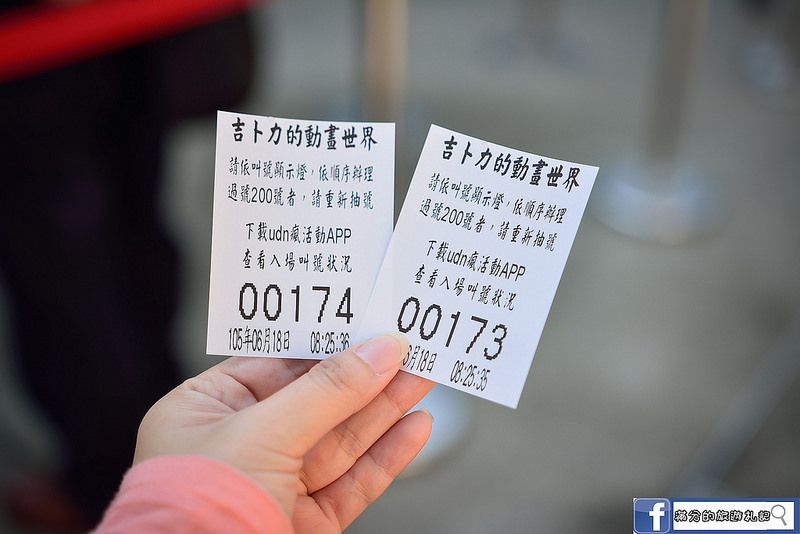 吉卜力的動畫世界
請依叫號顯示燈，依順序辦理
過號200號者，請重新抽號
下載udn瘋活動APP
查看入場叫號狀況
00174
105年06月18日 08:25:36
吉卜力的動畫世界
請依叫號顯示燈，依順序辦理
過號200號者，請重新抽號
下載udn瘋活動APP
查看入場叫號狀況
00173
月18日 08:25:35
f 滿分的旅遊札記